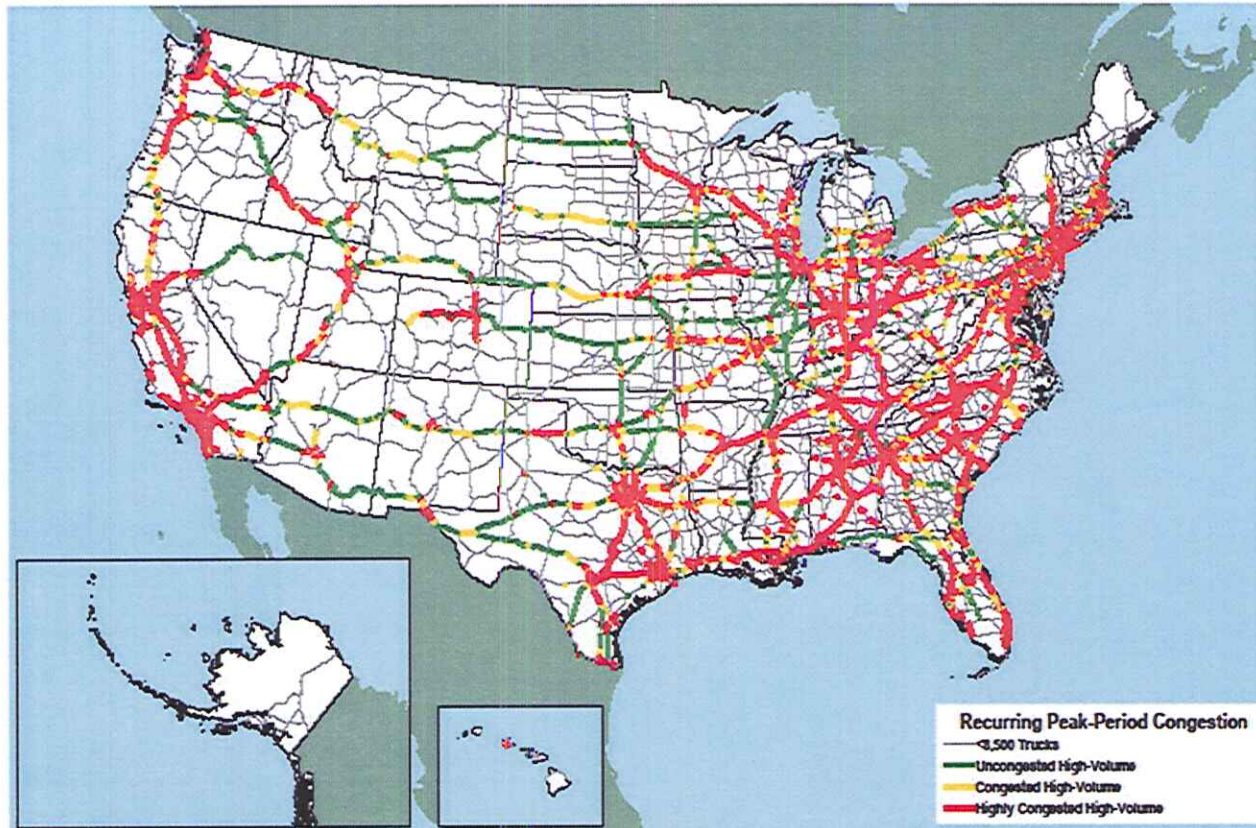 Recurring Peak-Period Congestion
<8,500 Trucks
Uncongested High-Volume
Congested High-Volume
Highly Congested High-Volume